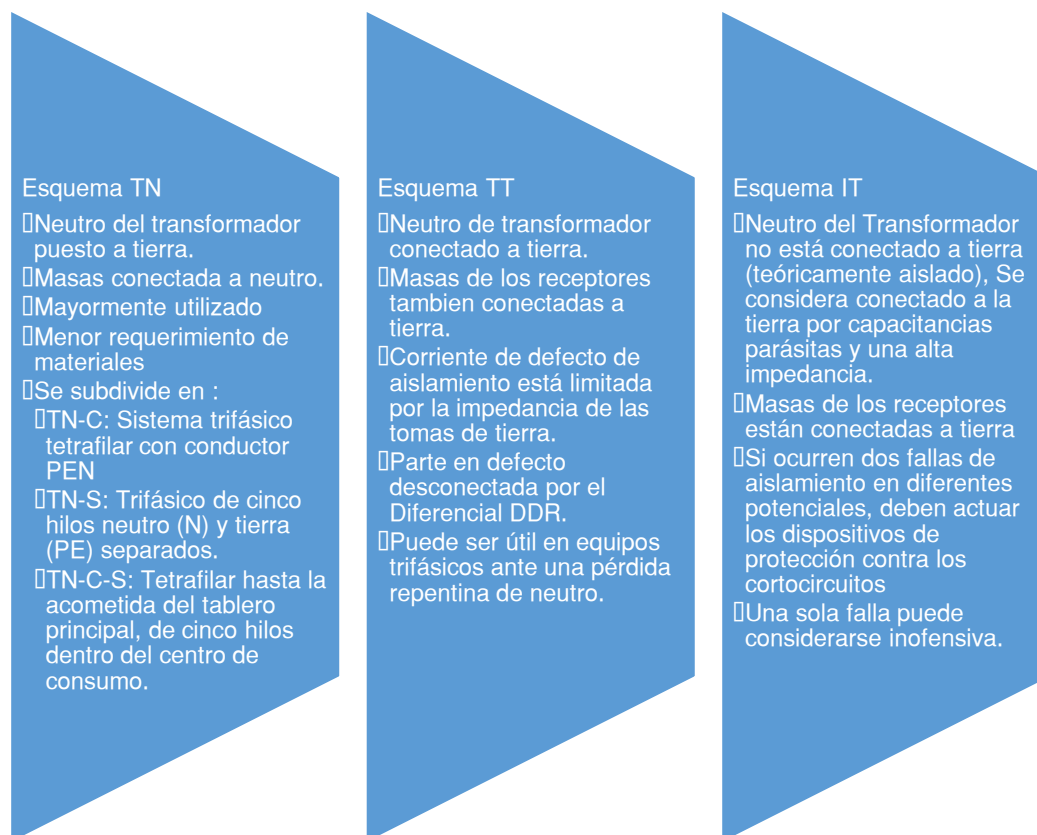 Esquema TN
Neutro del transformador
puesto a tierra.
Masas conectada a neutro.
Mayormente utilizado
Menor requerimiento de
materiales
Se subdivide en :
TN-C: Sistema trifásico
tetrafilar con conductor
PEN
TN-S: Trifásico de cinco
hilos neutro (N) y tierra
(PE) separados.
TN-C-S: Tetrafilar hasta la
acometida del tablero
principal, de cinco hilos
dentro del centro de
consumo.
Esquema TT
Neutro de transformador
conectado a tierra.
Masas de los receptores
tambien conectadas a
tierra.
Corriente de defecto de
aislamiento está limitada
por la impedancia de las
tomas de tierra.
Parte en defecto
desconectada por el
Diferencial DDR.
Puede ser útil en equipos
trifásicos ante una pérdida
repentina de neutro.
Esquema IT
Neutro del Transformador
no está conectado a tierra
(teóricamente aislado), Se
considera conectado a la
tierra por capacitancias
parásitas y una alta
impedancia.
Masas de los receptores
están conectadas a tierra
Si ocurren dos fallas de
aislamiento en diferentes
potenciales, deben actuar
los dispositivos de
protección contra los
cortocircuitos
Una sola falla puede
considerarse inofensiva.